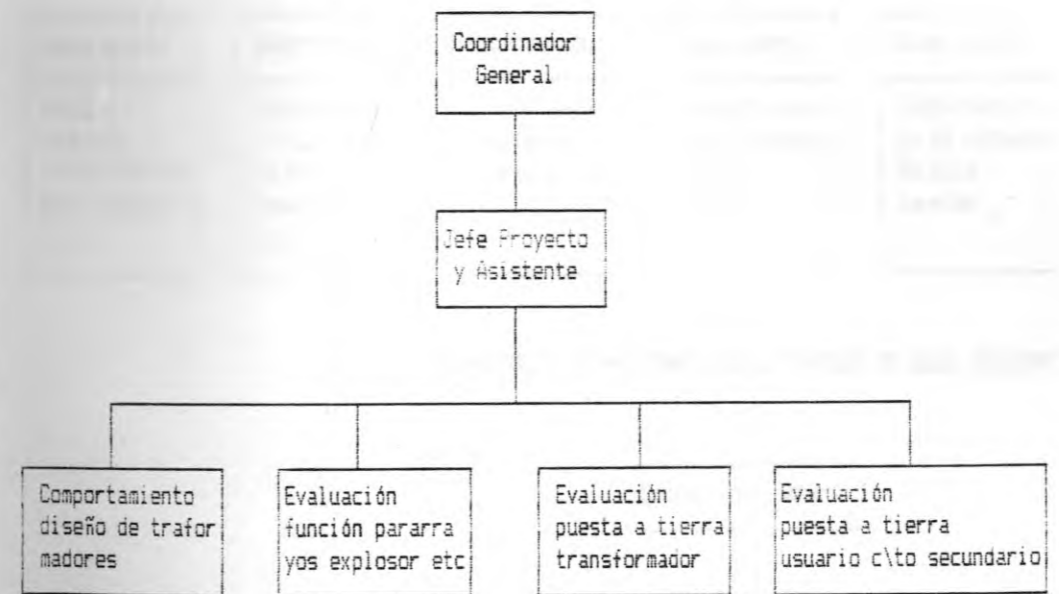 Coordinador
General
Jefe Proyecto
y Asistente
Comportamiento
diseño de trafor
madores
Evaluación
función pararra
yos explosor etc
Evaluación
puesta a tierra
transformador
Evaluación
puesta a tierra
usuario c\to secundario